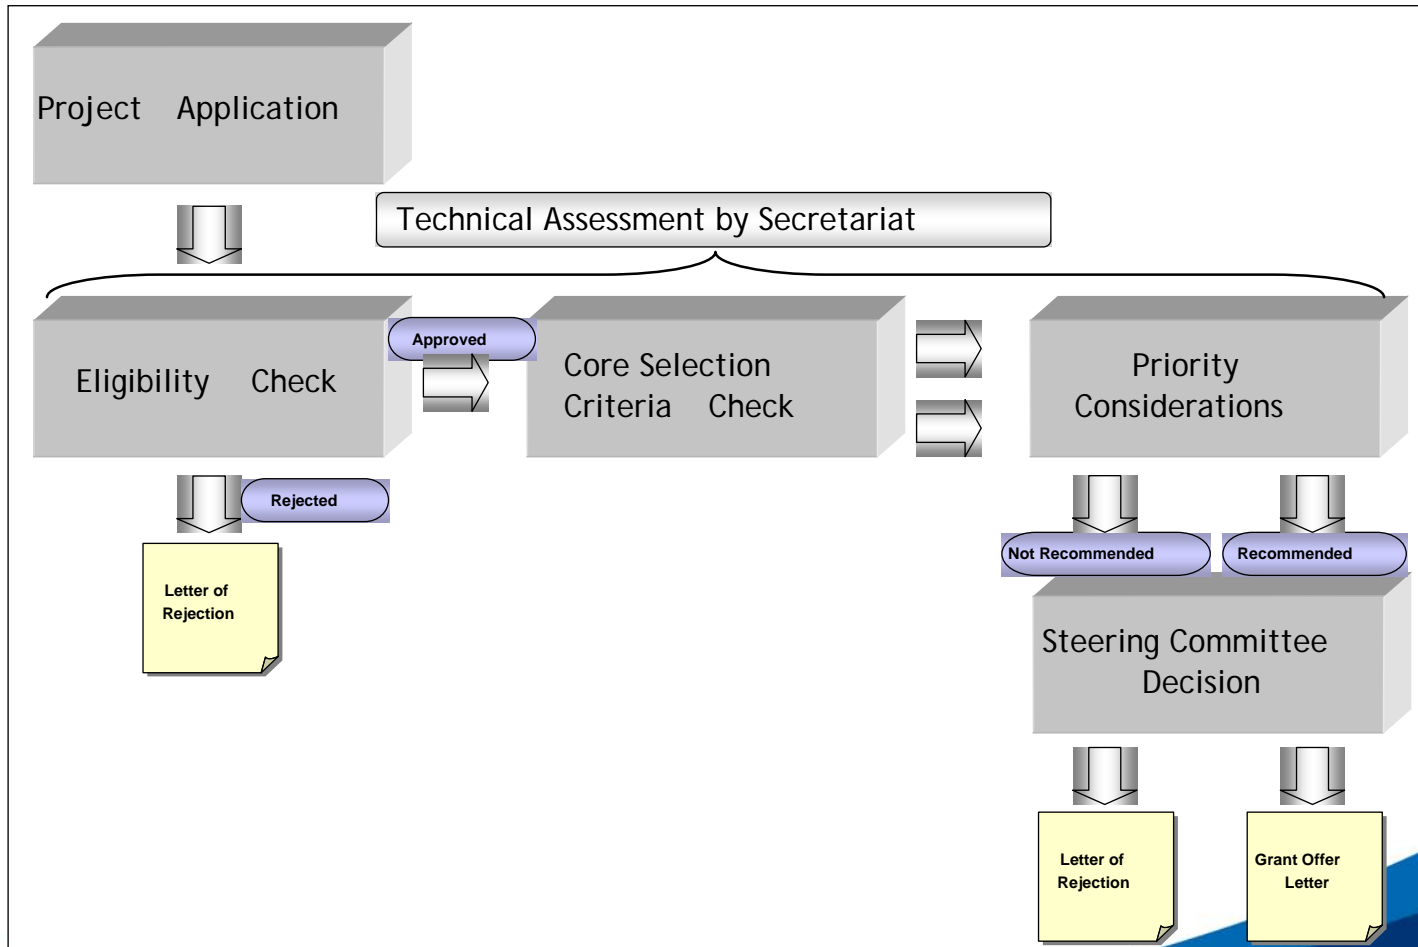 Project Application
Technical Assessment by Secretariat
Eligibility Check
Approved
Core Selection
Criteria Check
Priority
Considerations
Rejected
Letter of
Rejection
Not Recommended
Recommended
Steering Committee
Decision
Letter of
Rejection
Grant Offer
Letter